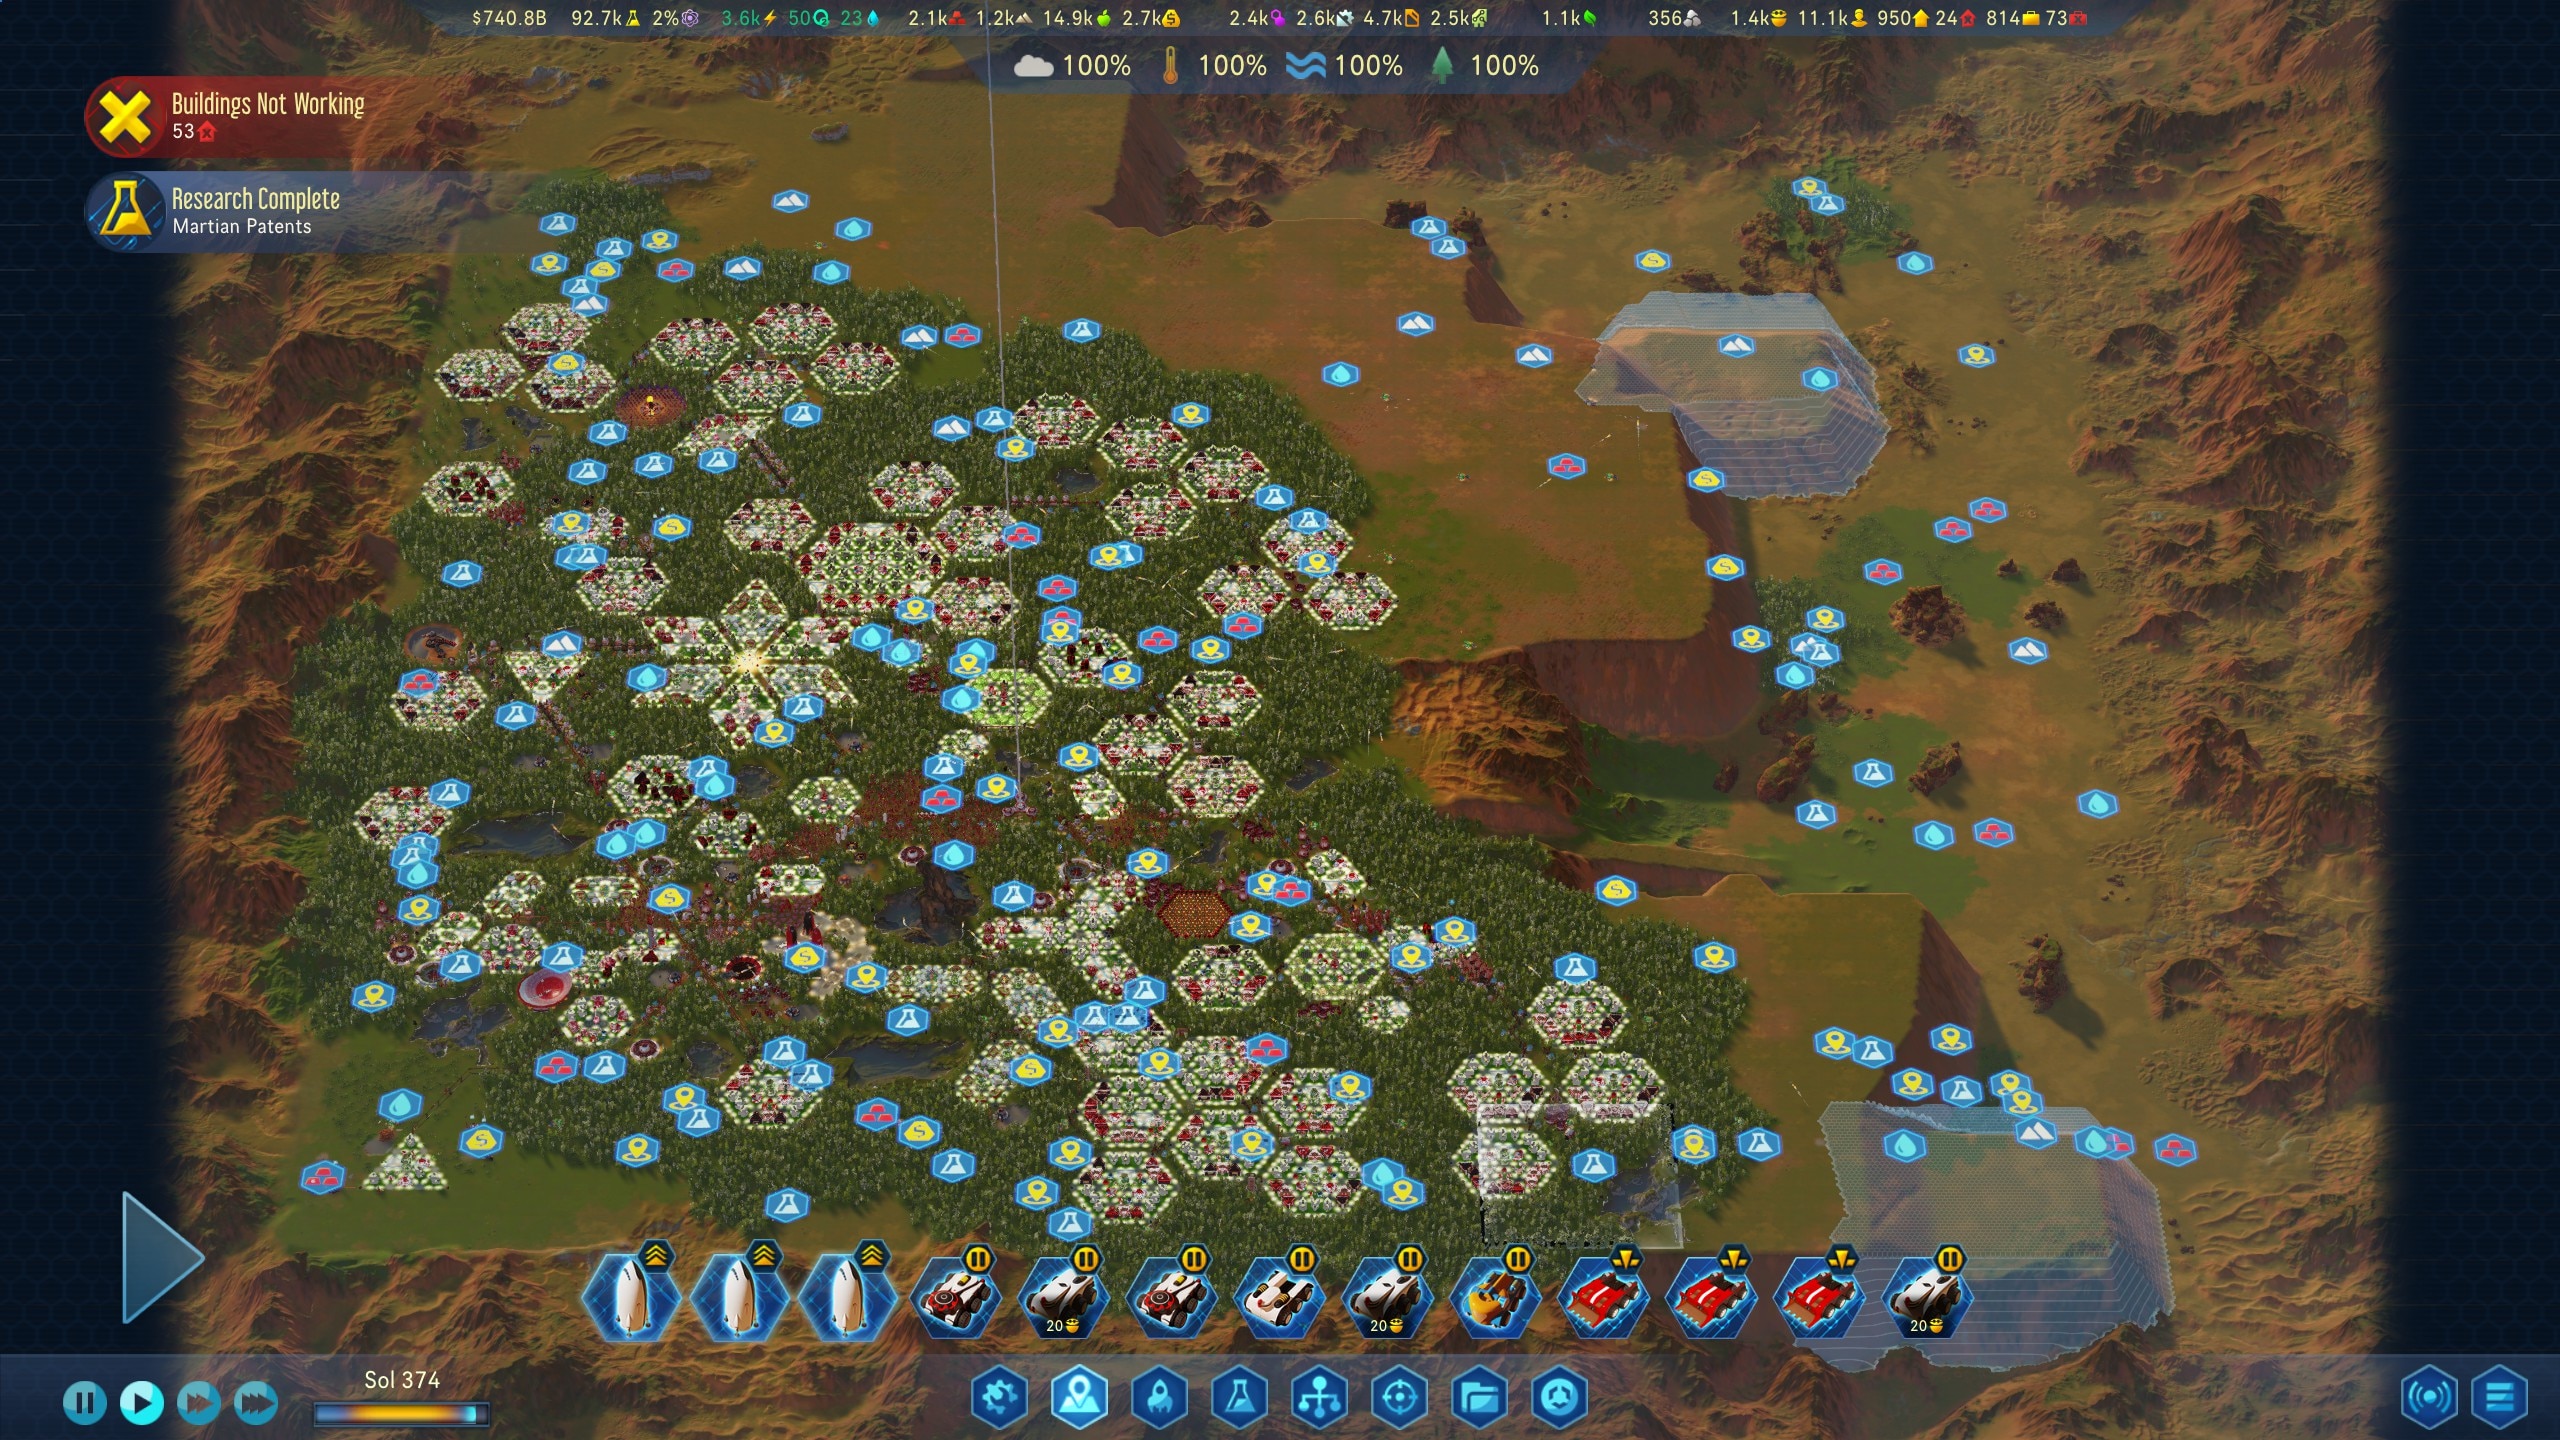 $740.8B 92.7k 2% 3.6k 50 23 2.1k 1.2k 14.9k 2.7k 2.4k 2.6k 4.7k 2.5k 1.1k 356 1.4k 11.1k 950 24 814 73
100% 100% 100% 100%
Buildings Not Working
53
Research Complete
Martian Patents
20 20 20
Sol 374